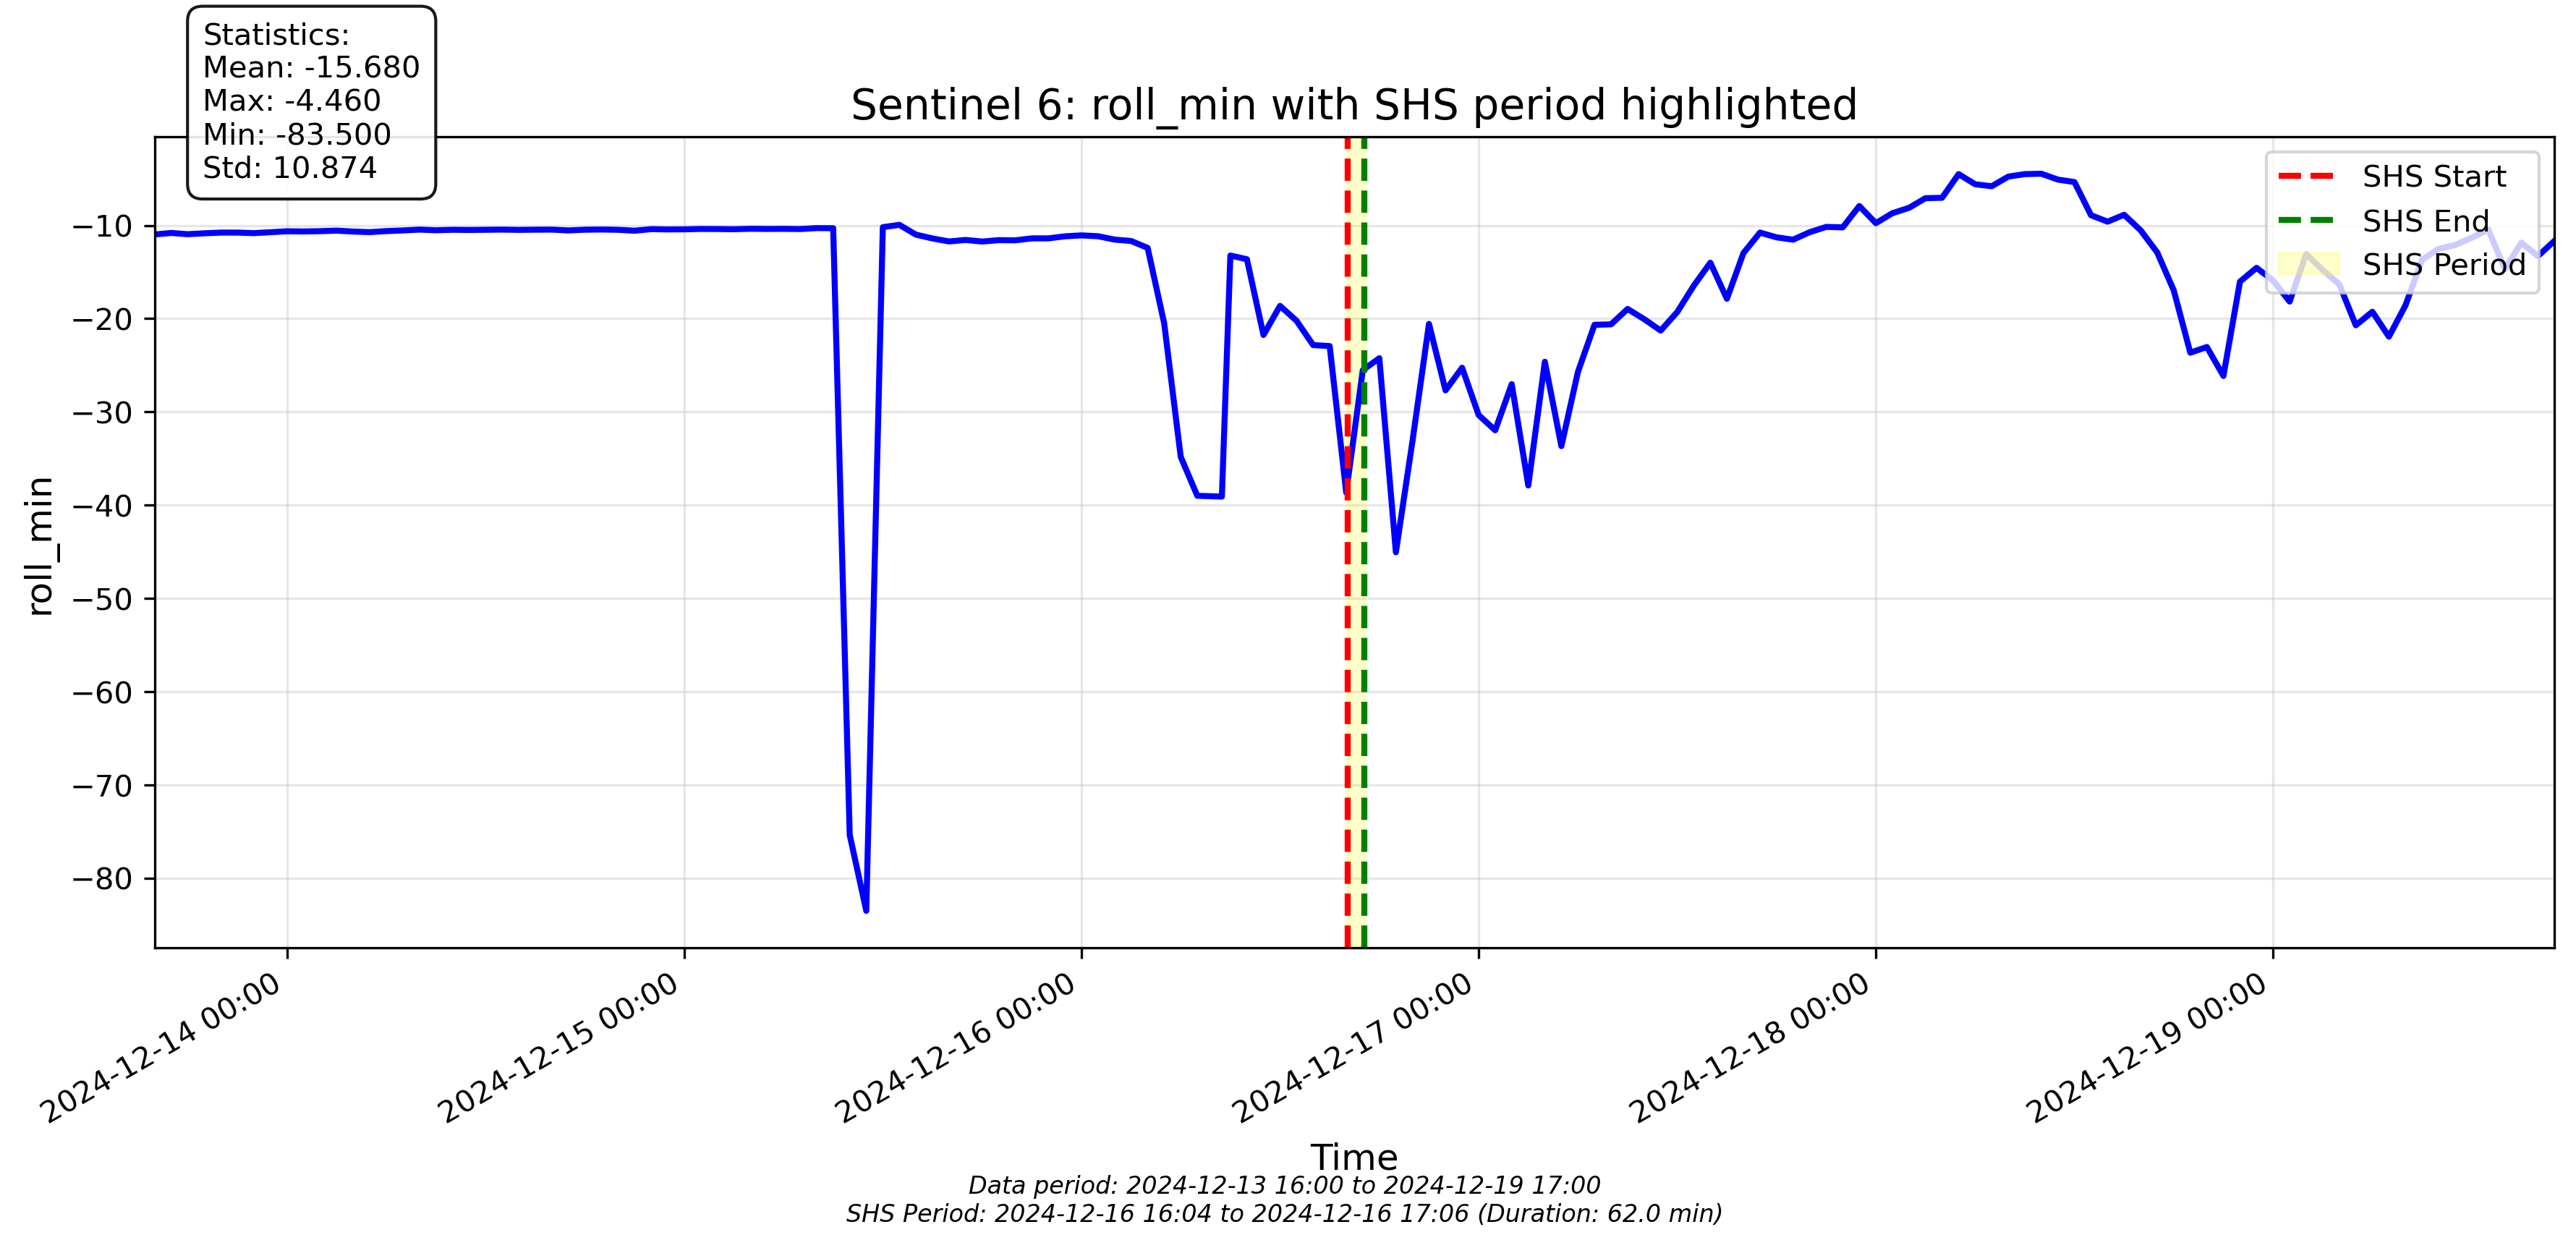 Statistics:
Mean: -15.680
Max: -4.460
Min: -83.500
Std: 10.874
Sentinel 6: roll_min with SHS period highlighted
SHS Start
SHS End
SHS Period
roll_min
−10
−20
−30
−40
−50
−60
−70
−80
2024-12-14 00:00
2024-12-15 00:00
2024-12-16 00:00
2024-12-17 00:00
2024-12-18 00:00
2024-12-19 00:00
Time
Data period: 2024-12-13 16:00 to 2024-12-19 17:00
SHS Period: 2024-12-16 16:04 to 2024-12-16 17:06 (Duration: 62.0 min)